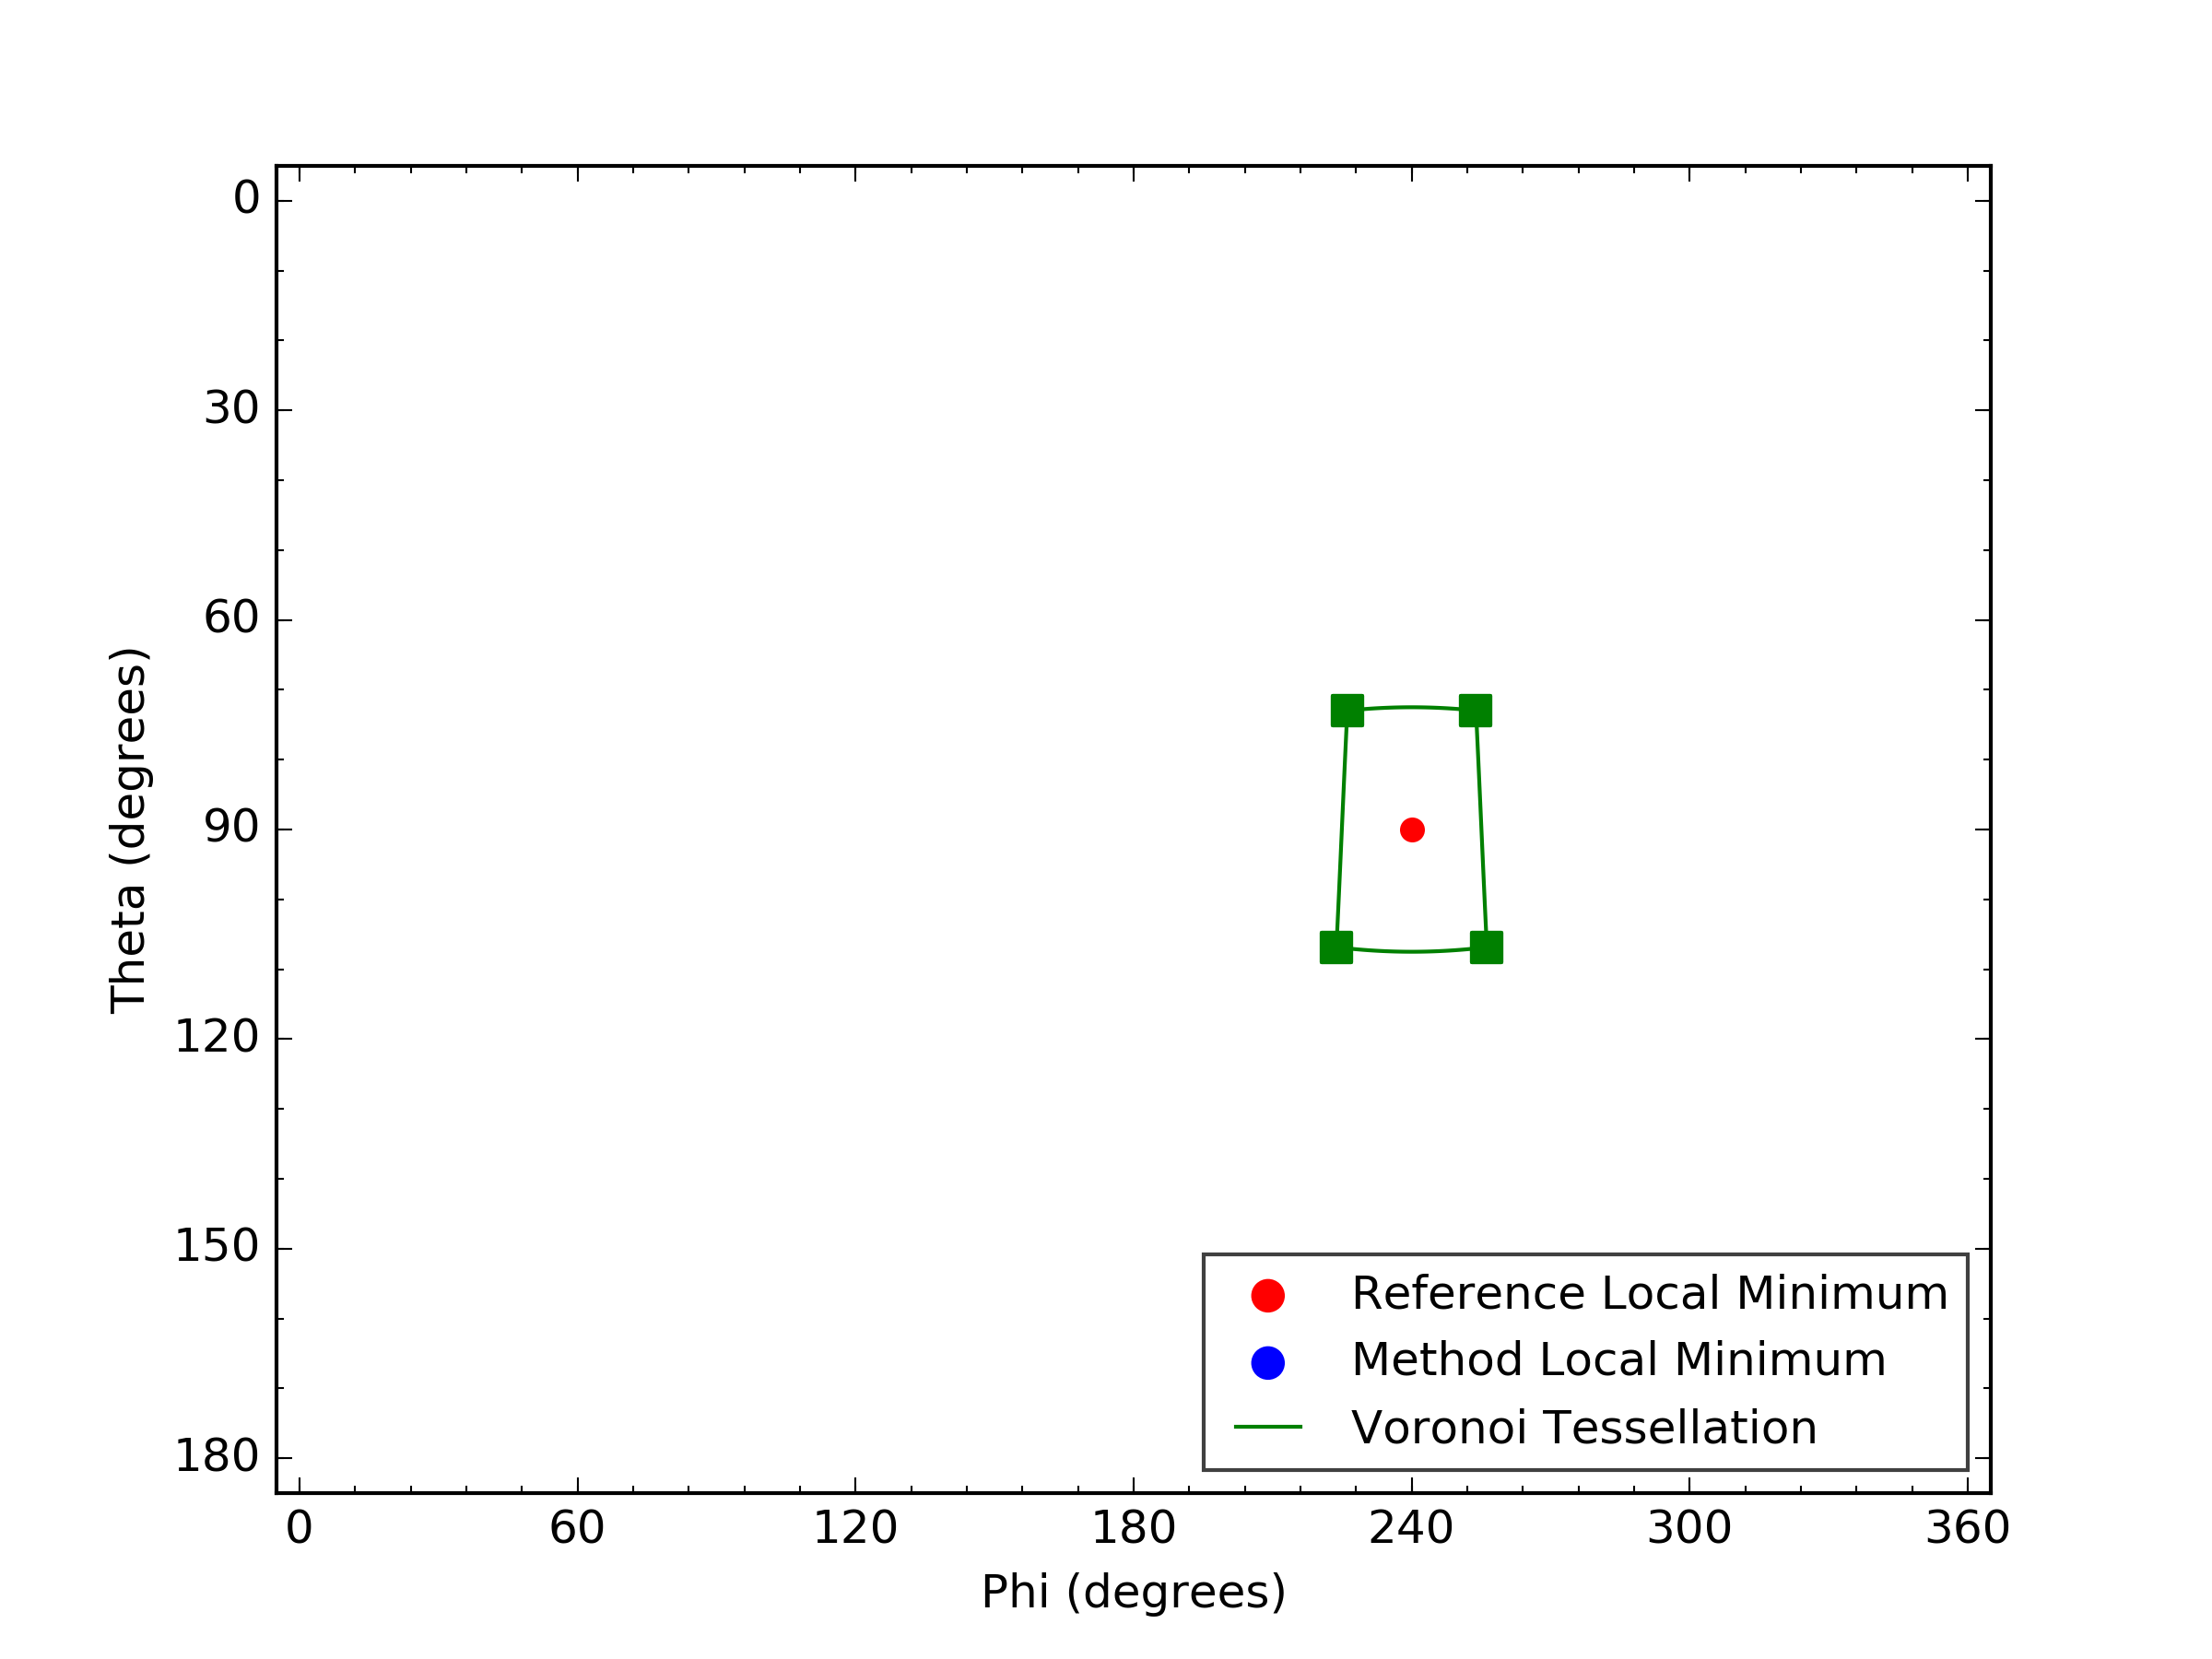 0
30
60
90
120
150
180
Theta (degrees)
Reference Local Minimum
Method Local Minimum
Voronoi Tessellation
0 60 120 180 240 300 360
Phi (degrees)